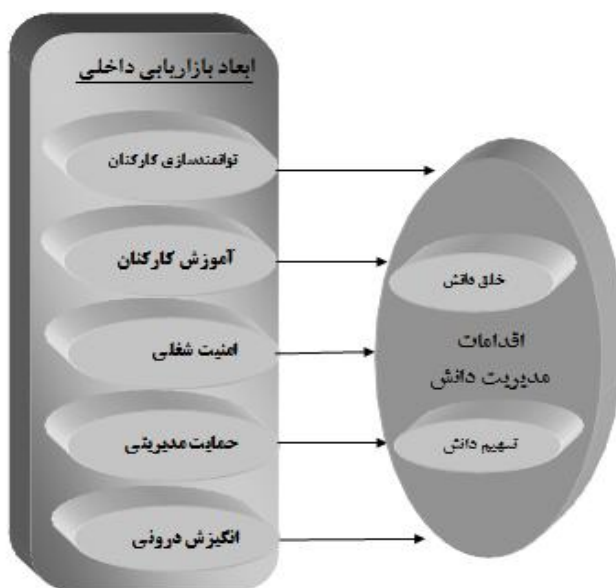 ابعاد بازاریابی داخلی
توانمندسازی کارکنان
آموزش کارکنان
امنیت شغلی
حمایت مدیریتی
انگیزش درونی
خلق دانش
اقدامات
مدیریت دانش
تسهیم دانش